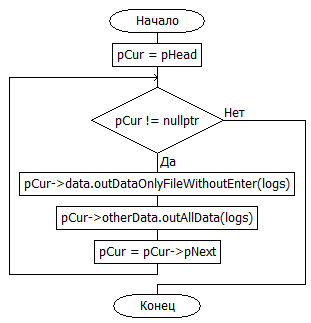 Начало
pCur = pHead
pCur != nullptr
Нет
Да
pCur->data.outDataOnlyFileWithoutEnter(logs)
pCur->otherData.outAllData(logs)
pCur = pCur->pNext
Конец